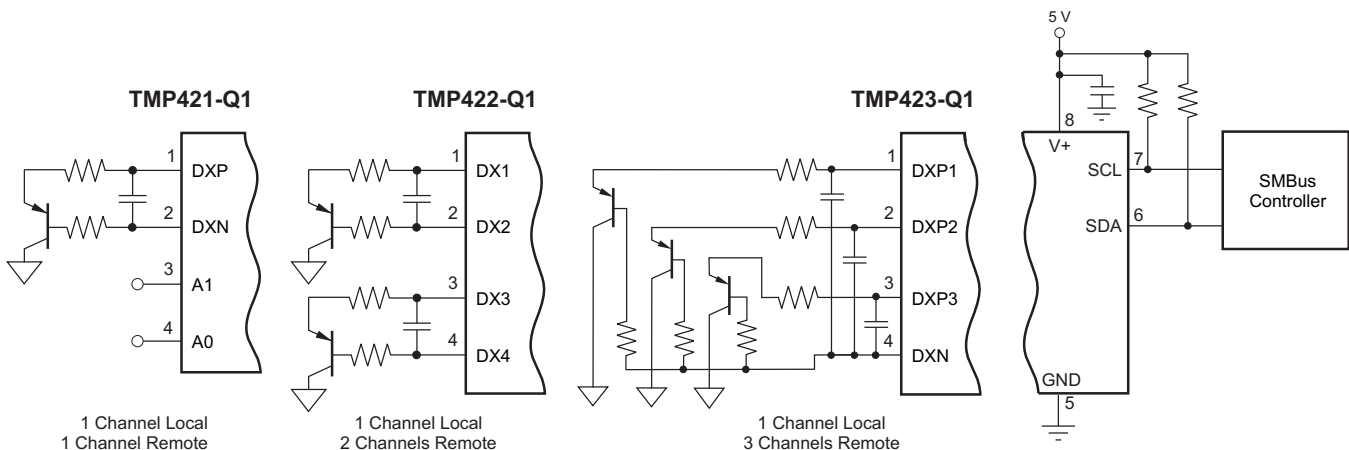 TMP421-Q1
1
DXP
2
DXN
3
A1
4
A0
1 Channel Local
1 Channel Remote
TMP422-Q1
1
DX1
2
DX2
3
DX3
4
DX4
1 Channel Local
2 Channels Remote
TMP423-Q1
1
DXP1
2
DXP2
3
DXP3
4
DXN
1 Channel Local
3 Channels Remote
5 V
8
V+
7
SCL
6
SDA
GND
5
SMBus
Controller